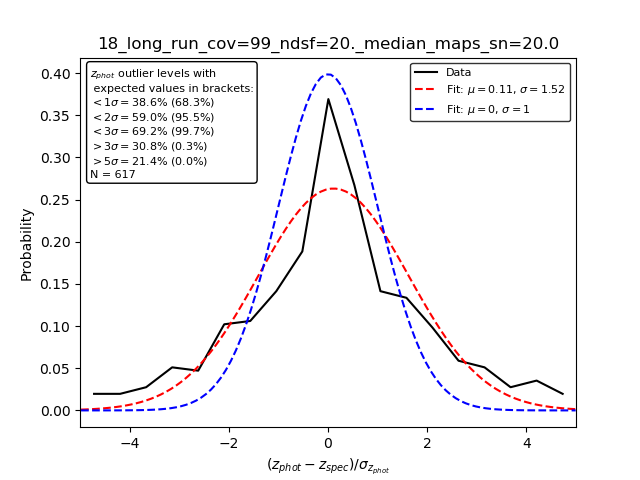 18_long_run_cov=99_ndsf=20._median_maps_sn=20.0
z_phot outlier levels with
expected values in brackets:
< 1σ = 38.6% (68.3%)
< 2σ = 59.0% (95.5%)
< 3σ = 69.2% (99.7%)
> 3σ = 30.8% (0.3%)
> 5σ = 21.4% (0.0%)
N = 617
Data
Fit: μ = 0.11, σ = 1.52
Fit: μ = 0, σ = 1
Probability
0.40
0.35
0.30
0.25
0.20
0.15
0.10
0.05
0.00
−4 −2 0 2 4
(z_phot − z_spec)/σ_z_phot